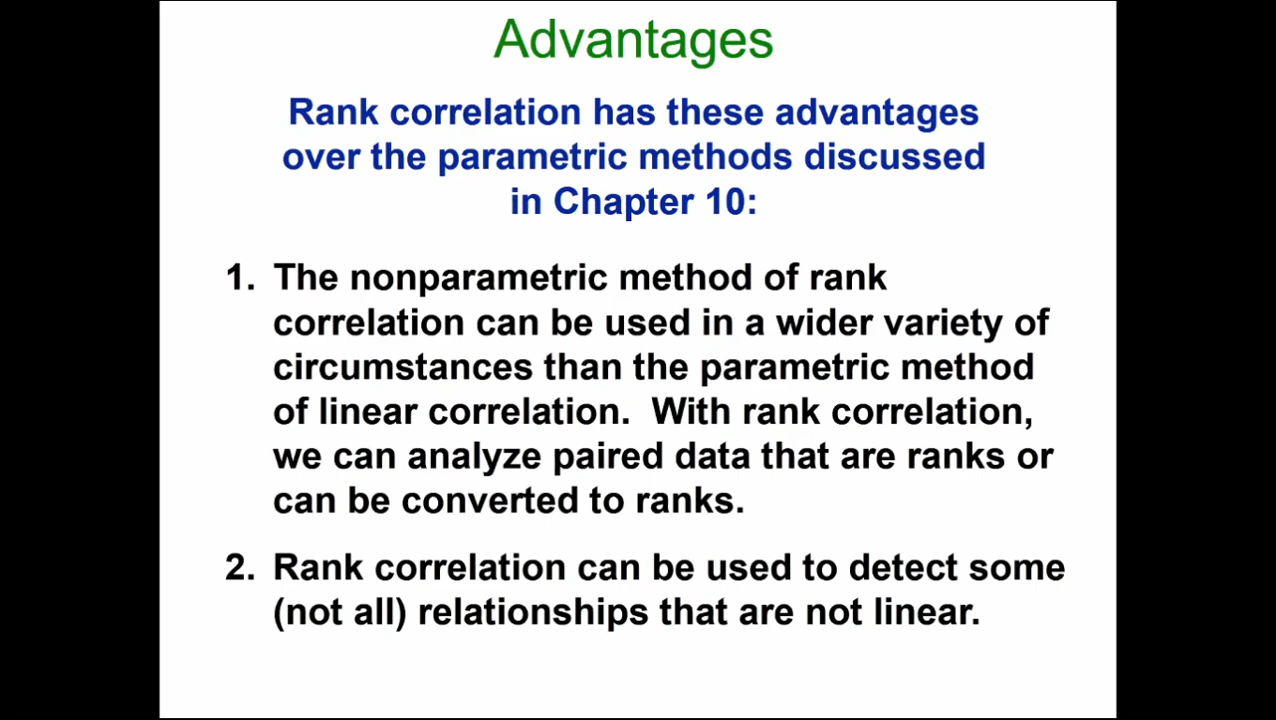 Advantages
Rank correlation has these advantages
over the parametric methods discussed
in Chapter 10:
1. The nonparametric method of rank
correlation can be used in a wider variety of
circumstances than the parametric method
of linear correlation. With rank correlation,
we can analyze paired data that are ranks or
can be converted to ranks.
2. Rank correlation can be used to detect some
(not all) relationships that are not linear.